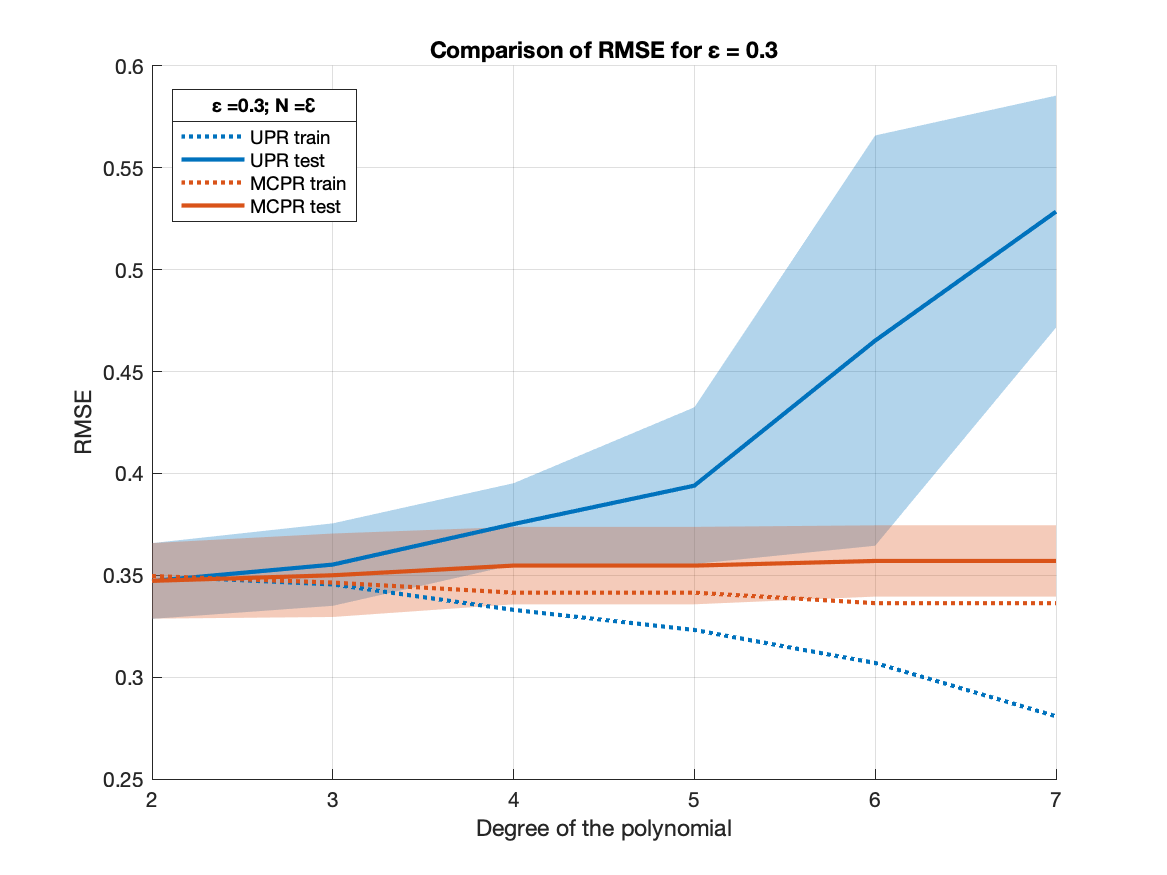 Comparison of RMSE for ε = 0.3
0.6
0.55
0.5
0.45
0.4
0.35
0.3
0.25
RMSE
ε =0.3; N =Ɛ
UPR train
UPR test
MCPR train
MCPR test
2 3 4 5 6 7
Degree of the polynomial